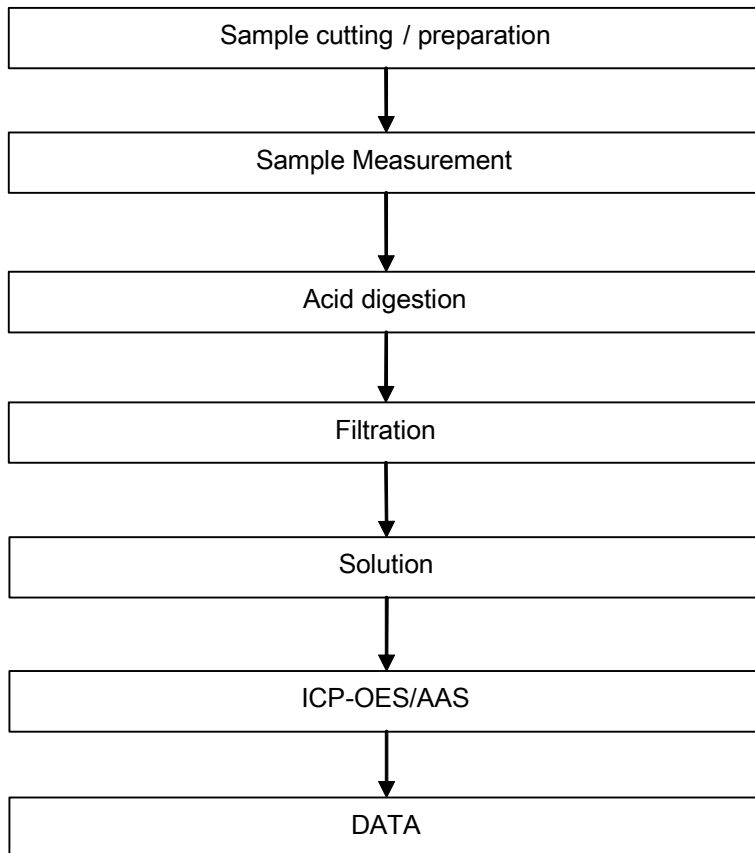 Sample cutting / preparation
Sample Measurement
Acid digestion
Filtration
Solution
ICP-OES/AAS
DATA